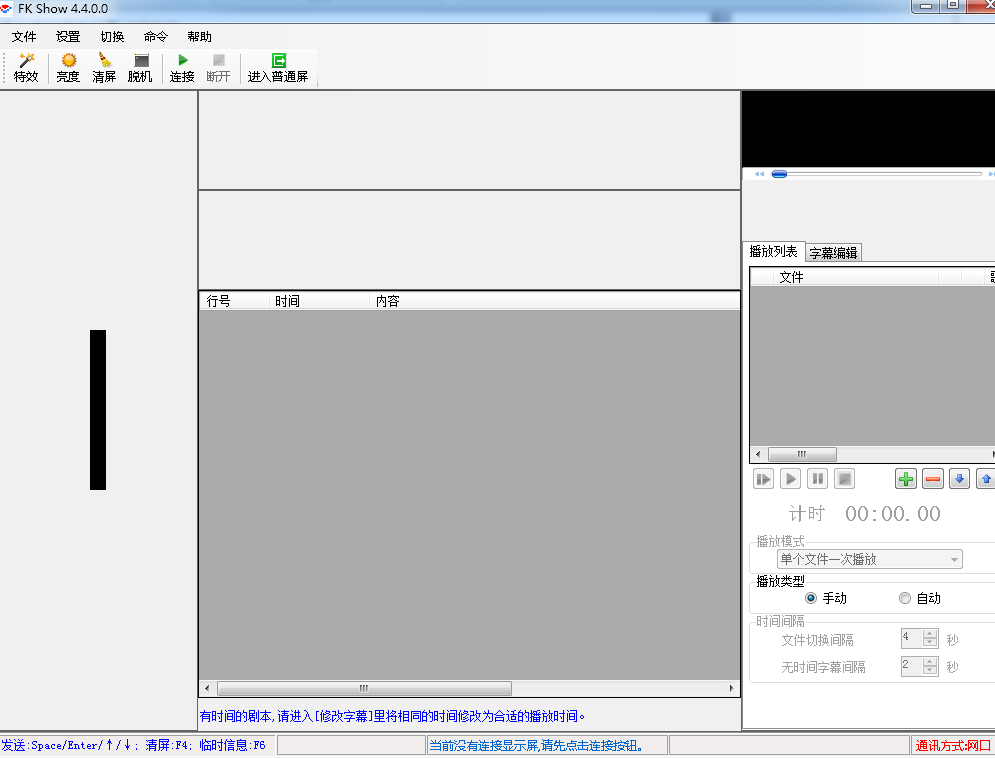 FK Show 4.4.0.0
文件 设置 切换 命令 帮助
特效 亮度 清屏 脱机 连接 断开 进入普通屏
播放列表 字幕编辑
文件
行号 时间 内容
计时 00:00.00
播放模式
单个文件一次播放
播放类型
手动 自动
时间间隔
文件切换间隔 4 秒
无时间字幕间隔 2 秒
有时间的剧本,请进入[修改字幕]里将相同的时间修改为合适的播放时间。
发送:Space/Enter/↑/↓; 清屏:F4; 临时信息:F6 当前没有连接显示屏,请先点击连接按钮。 通讯方式:网口